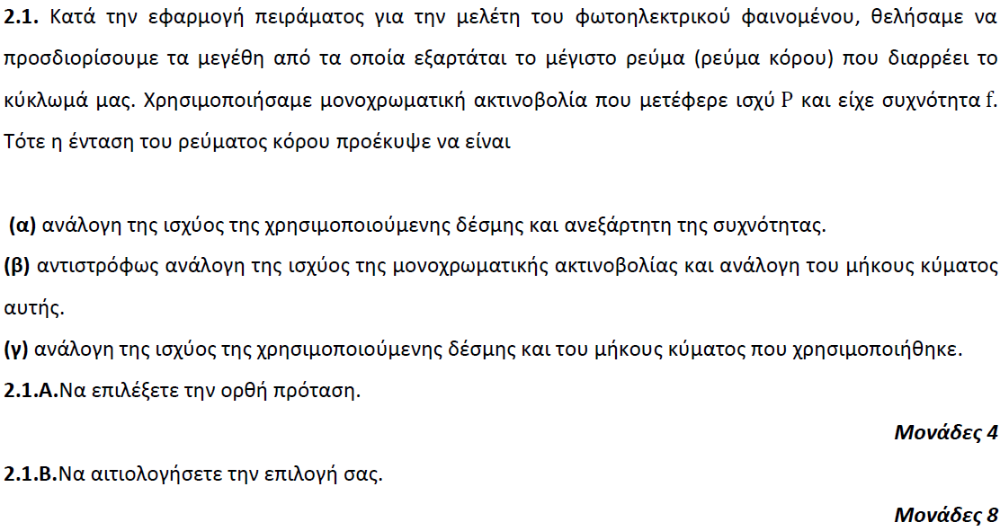 2.1. Κατά την εφαρμογή πειράματος για την μελέτη του φωτοηλεκτρικού φαινομένου, θελήσαμε να
προσδιορίσουμε τα μεγέθη από τα οποία εξαρτάται το μέγιστο ρεύμα (ρεύμα κόρου) που διαρρέει το
κύκλωμά μας. Χρησιμοποιήσαμε μονοχρωματική ακτινοβολία που μετέφερε ισχύ P και είχε συχνότητα f.
Τότε η ένταση του ρεύματος κόρου προέκυψε να είναι
(α) ανάλογη της ισχύος της χρησιμοποιούμενης δέσμης και ανεξάρτητη της συχνότητας.
(β) αντιστρόφως ανάλογη της ισχύος της μονοχρωματικής ακτινοβολίας και ανάλογη του μήκους κύματος
αυτής.
(γ) ανάλογη της ισχύος της χρησιμοποιούμενης δέσμης και του μήκους κύματος που χρησιμοποιήθηκε.
2.1.Α.Να επιλέξετε την ορθή πρόταση.
Μονάδες 4
2.1.Β.Να αιτιολογήσετε την επιλογή σας.
Μονάδες 8